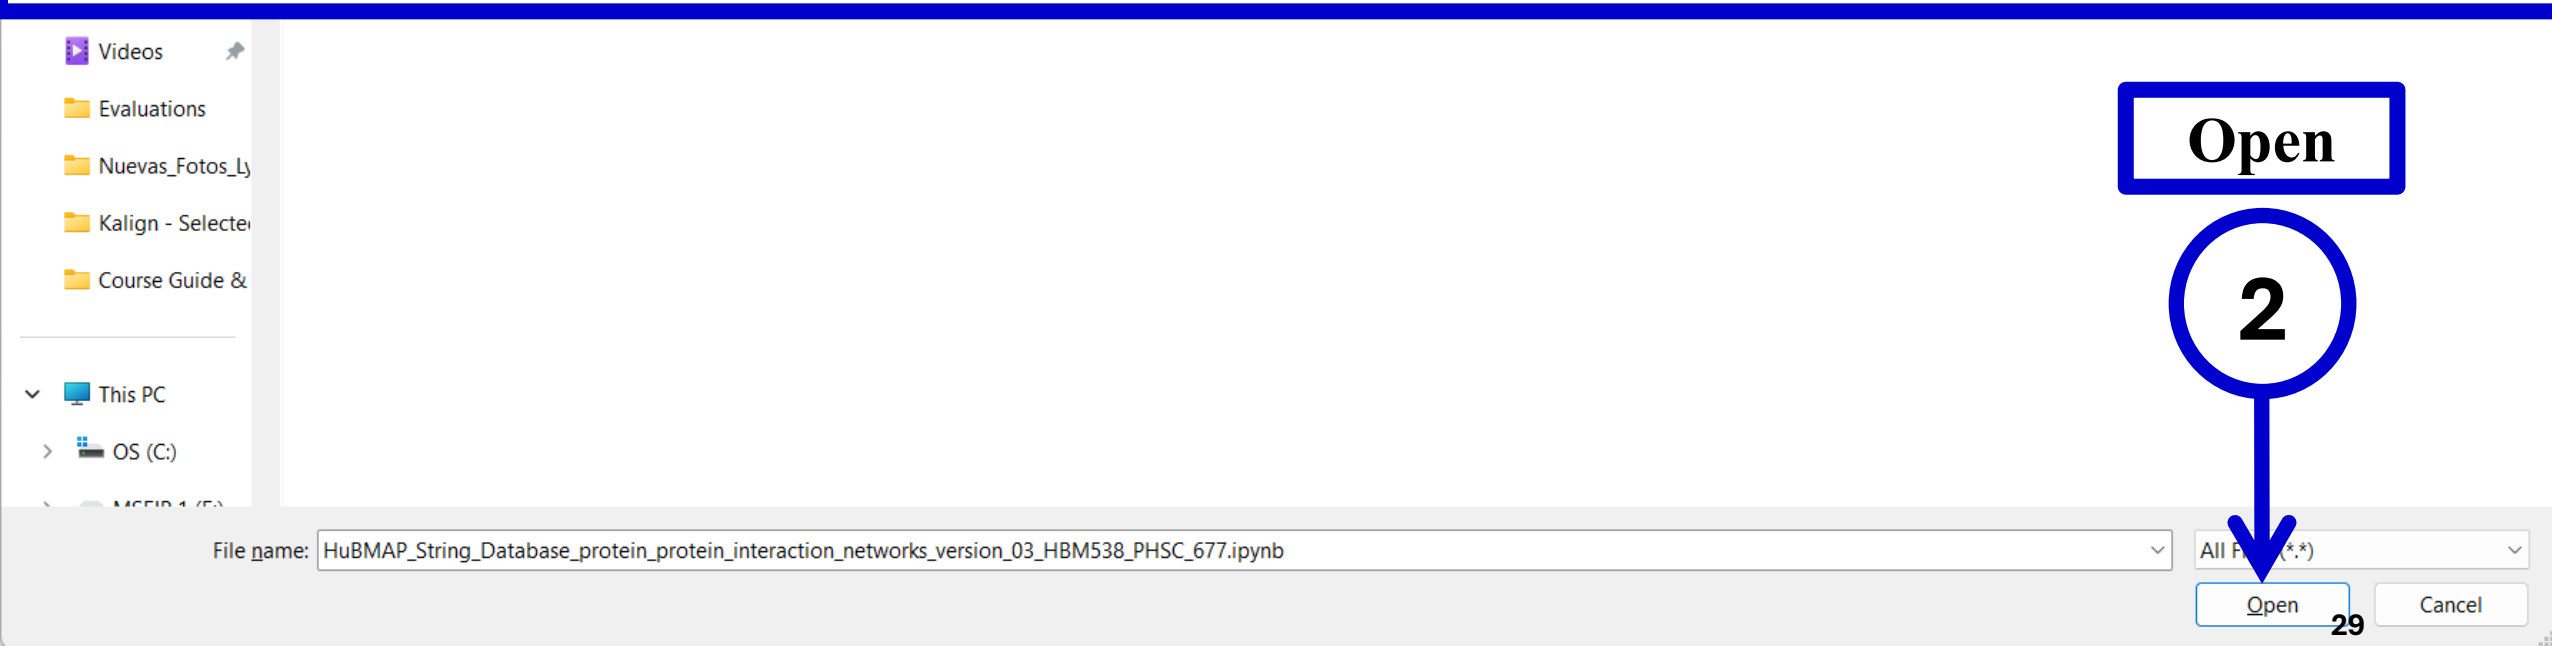 Videos
Evaluations
Nuevas_Fotos_Ly
Kalign - Selecte
Course Guide &
This PC
OS (C:)
Open
2
File name: HuBMAP_String_Database_protein_protein_interaction_networks_version_03_HBM538_PHSC_677.ipynb
All F (*.*)
Open
Cancel
29